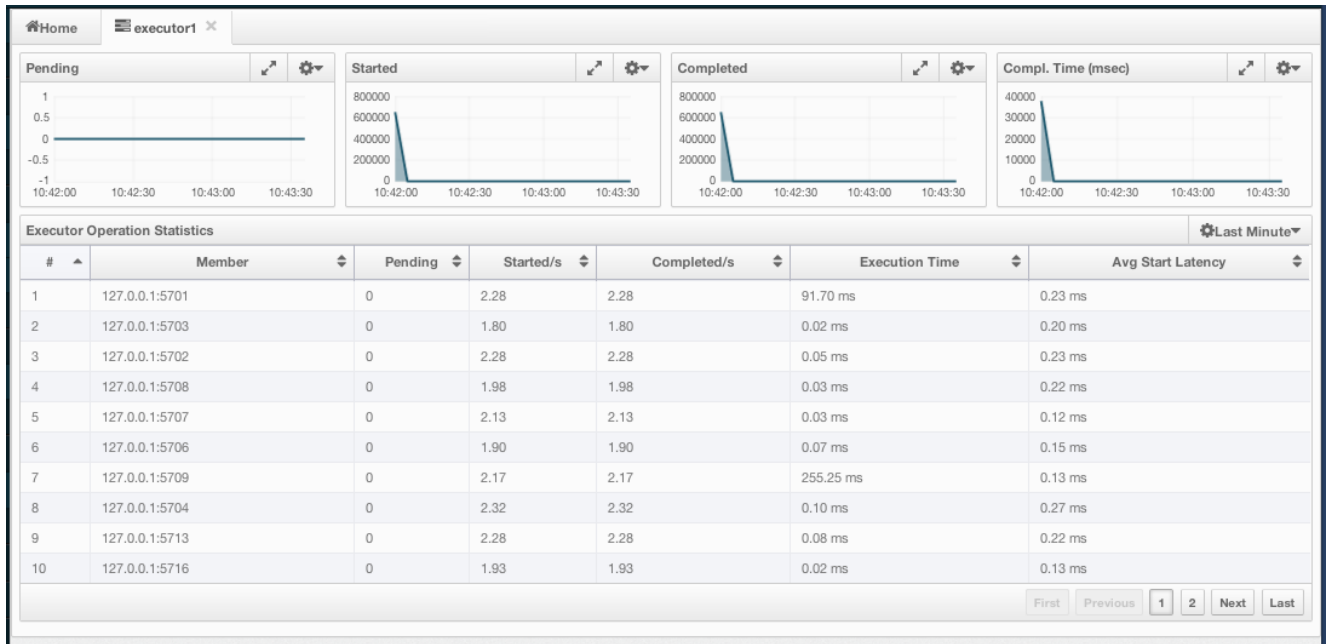 Home executor1
Pending Started Completed Compl. Time (msec)
1 800000 800000 40000
0.5 600000 600000 30000
0 400000 400000 20000
-0.5 200000 200000 10000
-1 0 0 0
10:42:00 10:42:30 10:43:00 10:43:30 10:42:00 10:42:30 10:43:00 10:43:30 10:42:00 10:42:30 10:43:00 10:43:30 10:42:00 10:42:30 10:43:00 10:43:30
Executor Operation Statistics Last Minute
# Member Pending Started/s Completed/s Execution Time Avg Start Latency
1 127.0.0.1:5701 0 2.28 2.28 91.70 ms 0.23 ms
2 127.0.0.1:5703 0 1.80 1.80 0.02 ms 0.20 ms
3 127.0.0.1:5702 0 2.28 2.28 0.05 ms 0.23 ms
4 127.0.0.1:5708 0 1.98 1.98 0.03 ms 0.22 ms
5 127.0.0.1:5707 0 2.13 2.13 0.03 ms 0.12 ms
6 127.0.0.1:5706 0 1.90 1.90 0.07 ms 0.15 ms
7 127.0.0.1:5709 0 2.17 2.17 255.25 ms 0.13 ms
8 127.0.0.1:5704 0 2.32 2.32 0.10 ms 0.27 ms
9 127.0.0.1:5713 0 2.28 2.28 0.08 ms 0.22 ms
10 127.0.0.1:5716 0 1.93 1.93 0.02 ms 0.13 ms
First Previous 1 2 Next Last